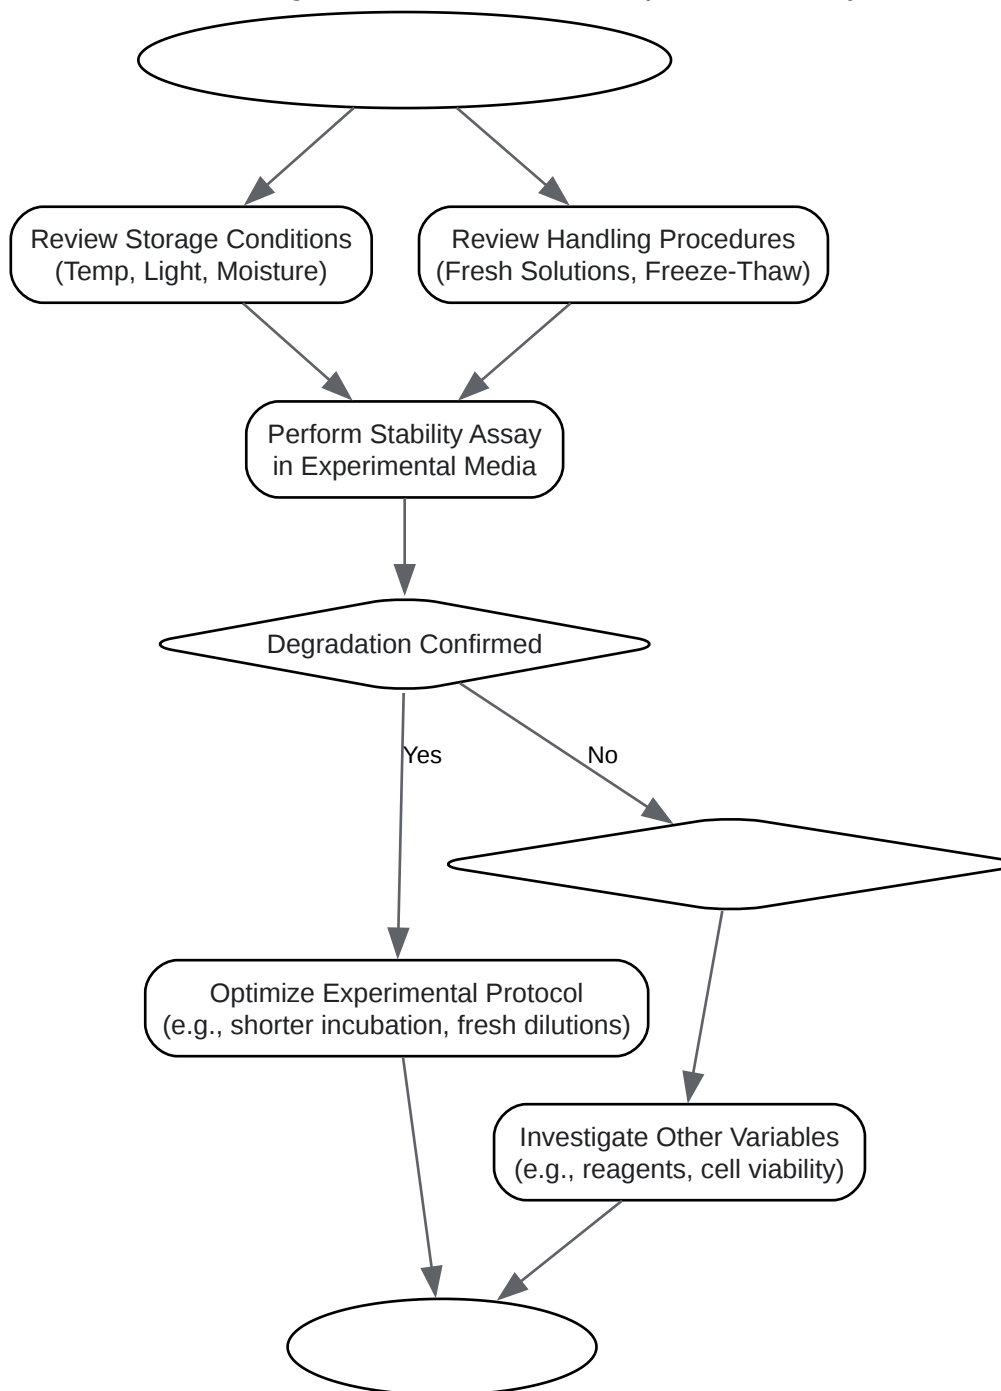 Review Storage Conditions
(Temp, Light, Moisture)
Review Handling Procedures
(Fresh Solutions, Freeze-Thaw)
Perform Stability Assay
in Experimental Media
Degradation Confirmed
Yes
No
Optimize Experimental Protocol
(e.g., shorter incubation, fresh dilutions)
Investigate Other Variables
(e.g., reagents, cell viability)